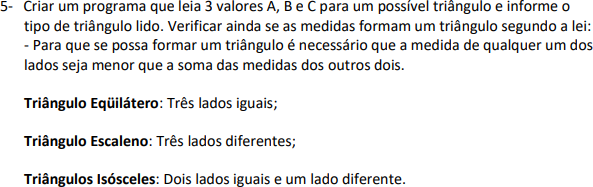 5- Criar um programa que leia 3 valores A, B e C para um possível triângulo e informe o
tipo de triângulo lido. Verificar ainda se as medidas formam um triângulo segundo a lei:
- Para que se possa formar um triângulo é necessário que a medida de qualquer um dos
lados seja menor que a soma das medidas dos outros dois.
Triângulo Eqüilátero: Três lados iguais;
Triângulo Escaleno: Três lados diferentes;
Triângulos Isósceles: Dois lados iguais e um lado diferente.